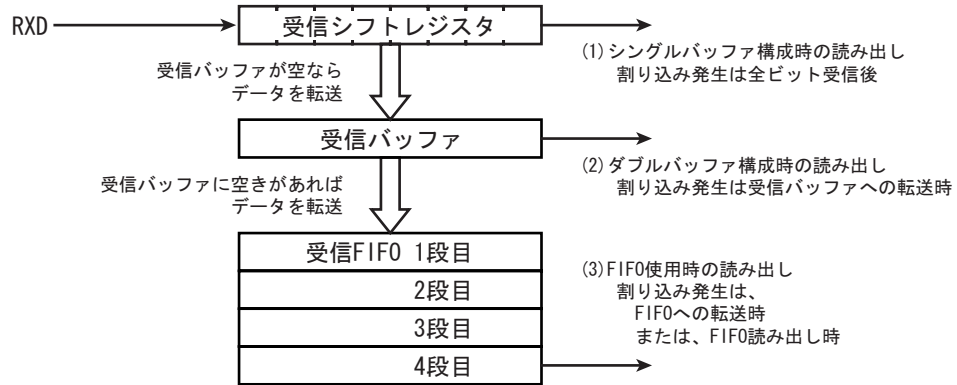 RXD
受信シフトレジスタ
(1)シングルバッファ構成時の読み出し
割り込み発生は全ビット受信後
受信バッファが空なら
データを転送
受信バッファ
(2)ダブルバッファ構成時の読み出し
割り込み発生は受信バッファへの転送時
受信バッファに空きがあれば
データを転送
受信FIFO 1段目
2段目
3段目
4段目
(3)FIFO使用時の読み出し
割り込み発生は、
FIFOへの転送時
または、FIFO読み出し時